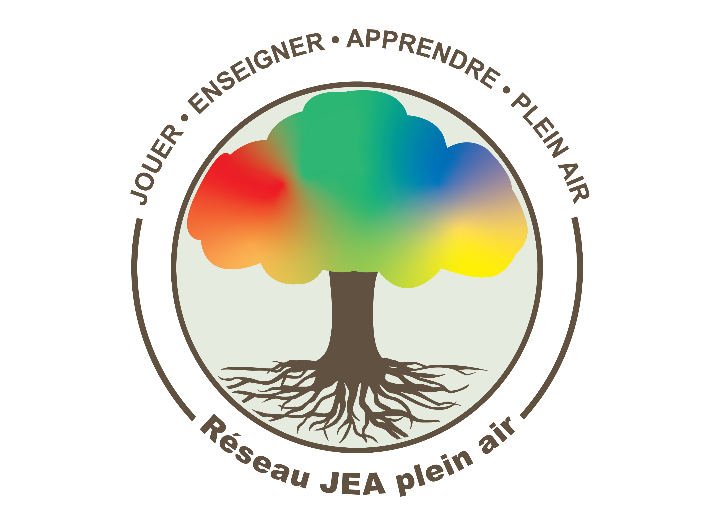 JOUER • ENSEIGNER • APPRENDRE • PLEIN AIR
Réseau JEA plein air